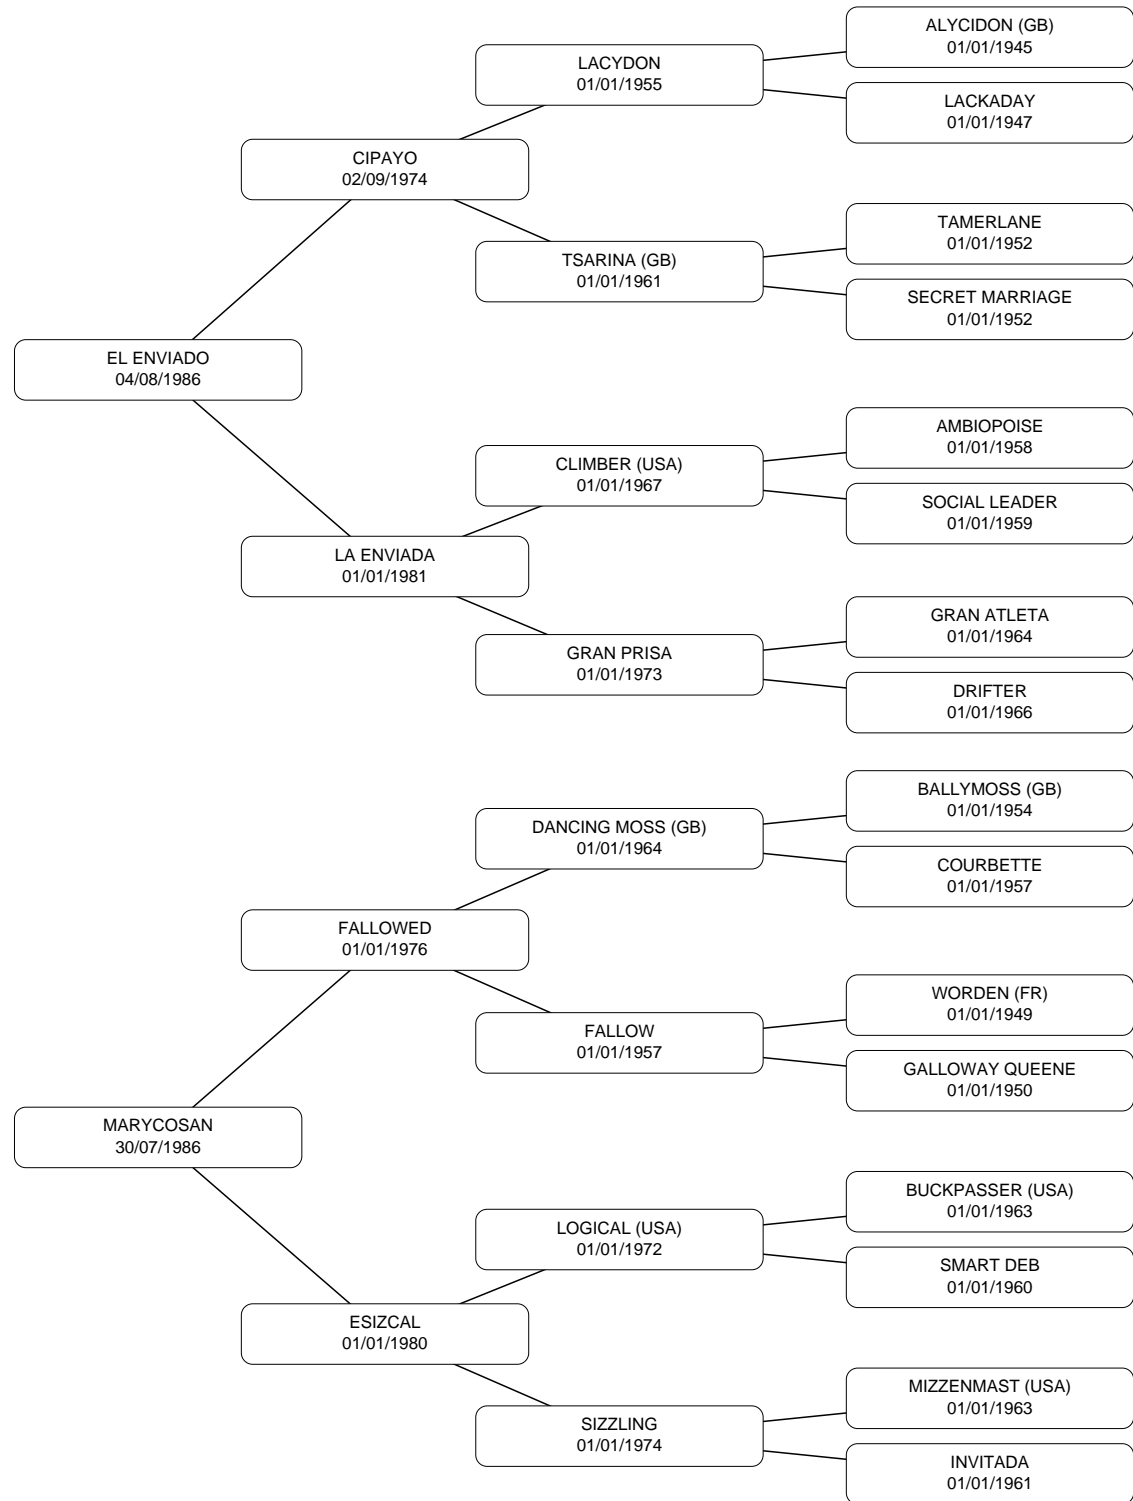 ALYCIDON (GB)
01/01/1945
LACYDON
01/01/1955
LACKADAY
01/01/1947
CIPAYO
02/09/1974
TAMERLANE
01/01/1952
TSARINA (GB)
01/01/1961
SECRET MARRIAGE
01/01/1952
EL ENVIADO
04/08/1986
AMBIOPOISE
01/01/1958
CLIMBER (USA)
01/01/1967
SOCIAL LEADER
01/01/1959
LA ENVIADA
01/01/1981
GRAN ATLETA
01/01/1964
GRAN PRISA
01/01/1973
DRIFTER
01/01/1966
BALLYMOSS (GB)
01/01/1954
DANCING MOSS (GB)
01/01/1964
COURBETTE
01/01/1957
FALLOWED
01/01/1976
WORDEN (FR)
01/01/1949
FALLOW
01/01/1957
GALLOWAY QUEENE
01/01/1950
MARYCOSAN
30/07/1986
BUCKPASSER (USA)
01/01/1963
LOGICAL (USA)
01/01/1972
SMART DEB
01/01/1960
ESIZCAL
01/01/1980
MIZZENMAST (USA)
01/01/1963
SIZZLING
01/01/1974
INVITADA
01/01/1961